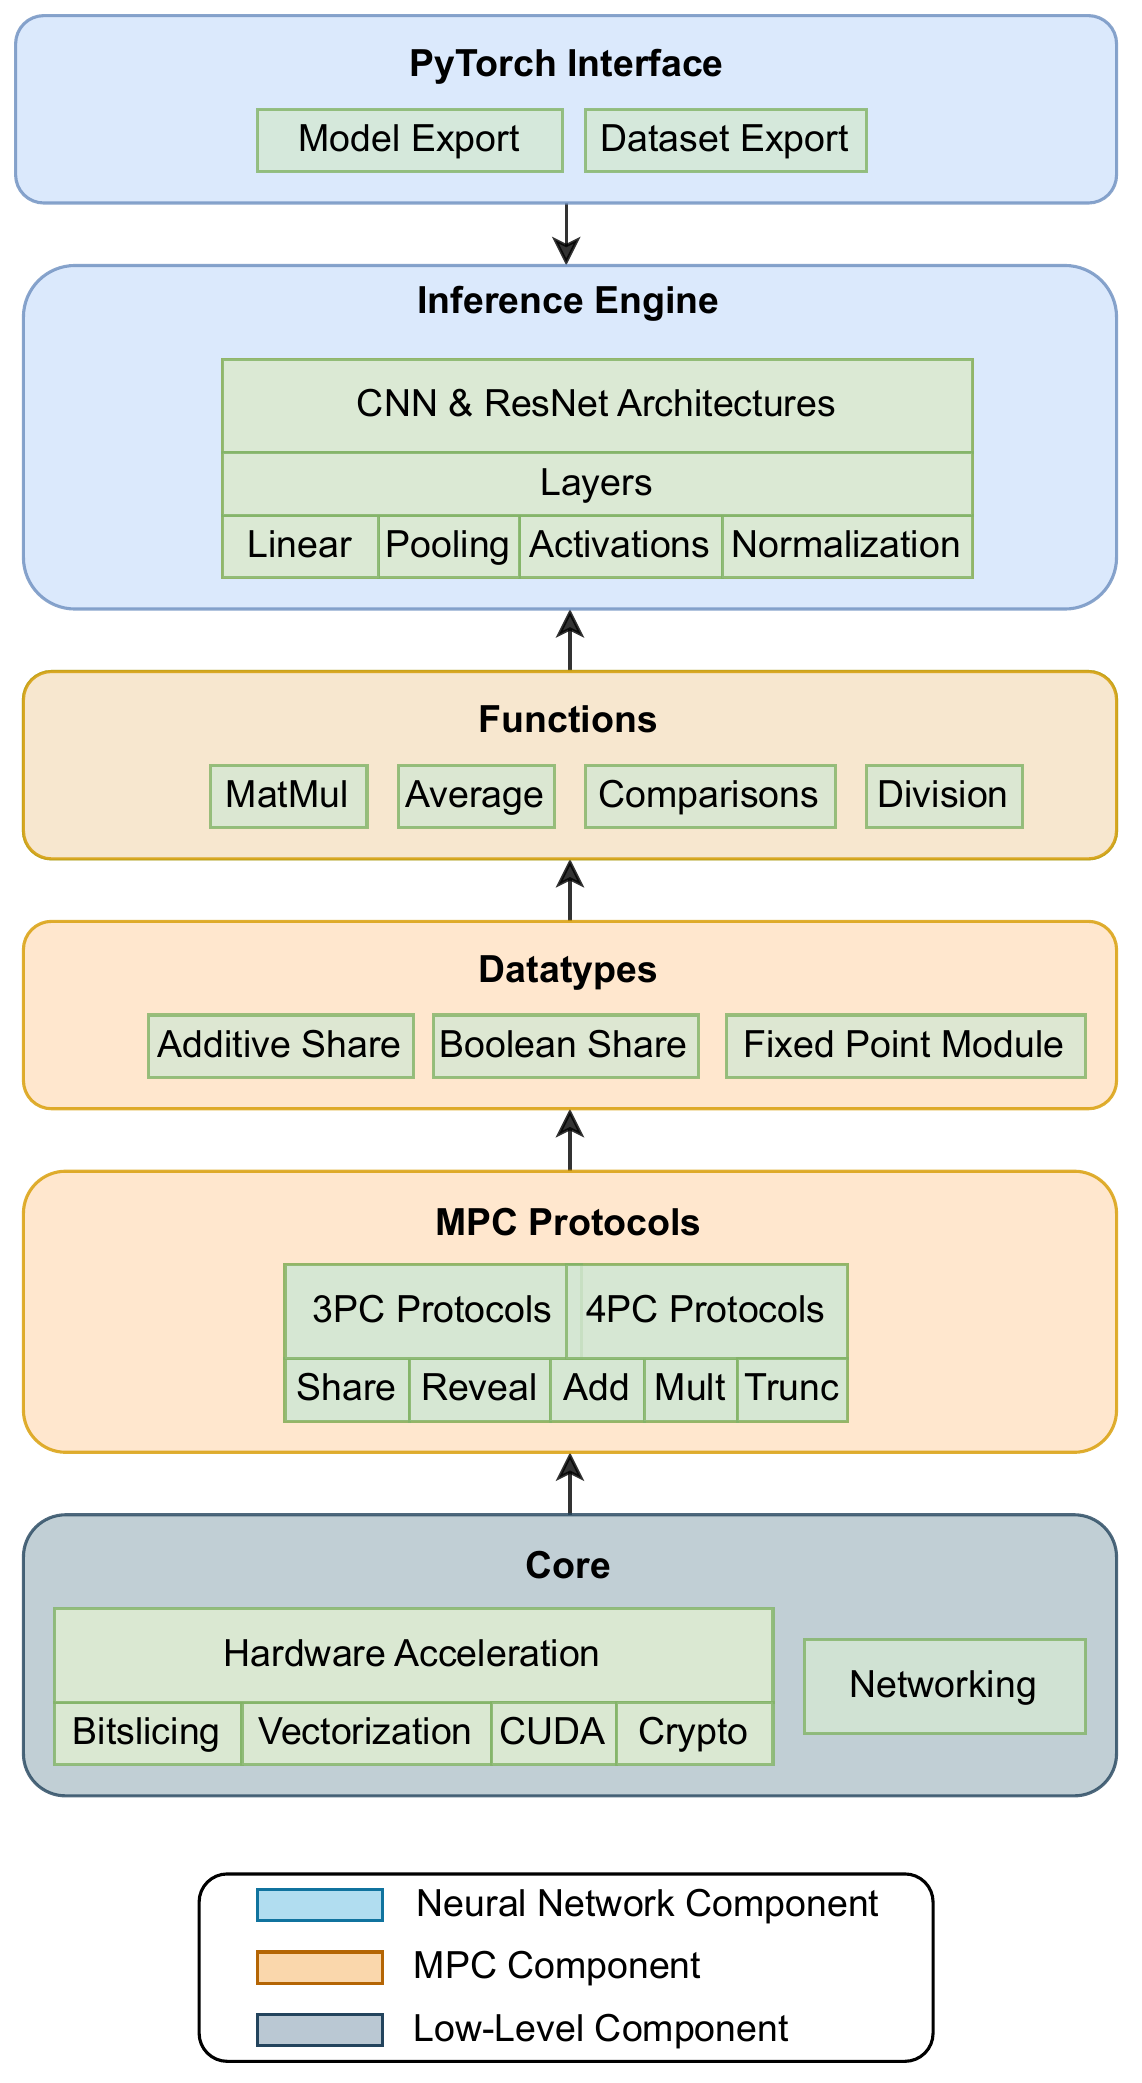 PyTorch Interface
Model Export Dataset Export
Inference Engine
CNN & ResNet Architectures
Layers
Linear Pooling Activations Normalization
Functions
MatMul Average Comparisons Division
Datatypes
Additive Share Boolean Share Fixed Point Module
MPC Protocols
3PC Protocols 4PC Protocols
Share Reveal Add Mult Trunc
Core
Hardware Acceleration
Networking
Bitslicing Vectorization CUDA Crypto
Neural Network Component
MPC Component
Low-Level Component